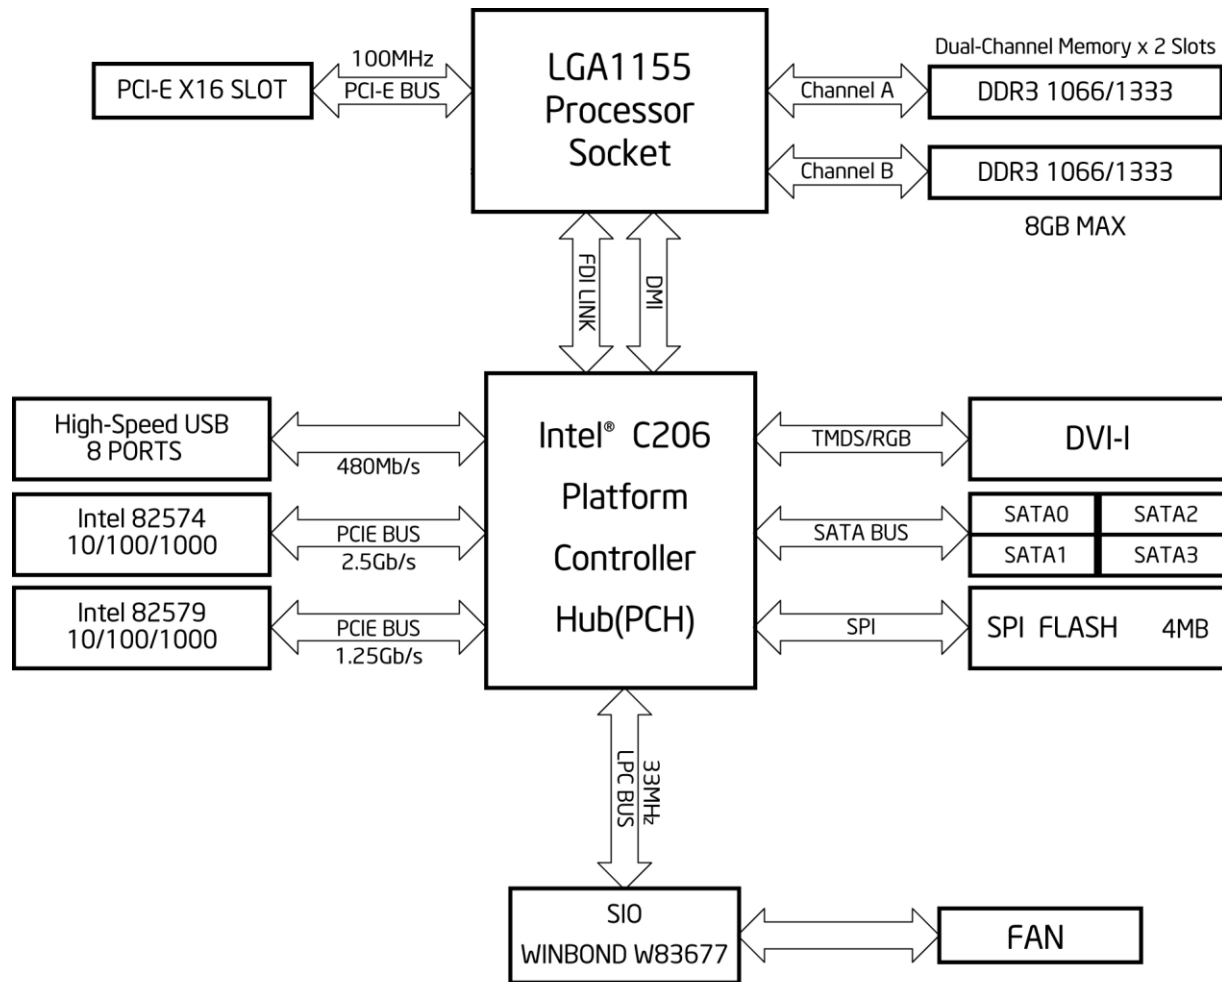 100MHz
PCI-E X16 SLOT
PCI-E BUS
LGA1155
Processor
Socket
Dual-Channel Memory x 2 Slots
Channel A
DDR3 1066/1333
Channel B
DDR3 1066/1333
8GB MAX
FDI LINK
DMI
High-Speed USB
8 PORTS
480Mb/s
Intel 82574
10/100/1000
PCIE BUS
2.5Gb/s
Intel 82579
10/100/1000
PCIE BUS
1.25Gb/s
Intel® C206
Platform
Controller
Hub(PCH)
TMDS/RGB
DVI-I
SATA BUS
SATA0
SATA2
SATA1
SATA3
SPI
SPI FLASH 4MB
33MHz
LPC BUS
SIO
WINBOND W83677
FAN